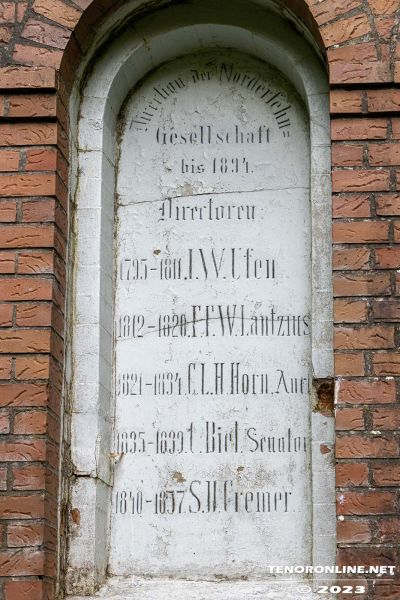 Direction der Norderfehn=
Gesellschaft
bis 1894.
Directoren:
1795-1811. J.W. Ufen
1812-1820. F.F.W. Lantzius
1821-1834. C.L.H. Horn, Aur
1835-1839. C. Biel, Senator
1840-1857. S.H. Cremer
TENORONLINE.NET
© 2023